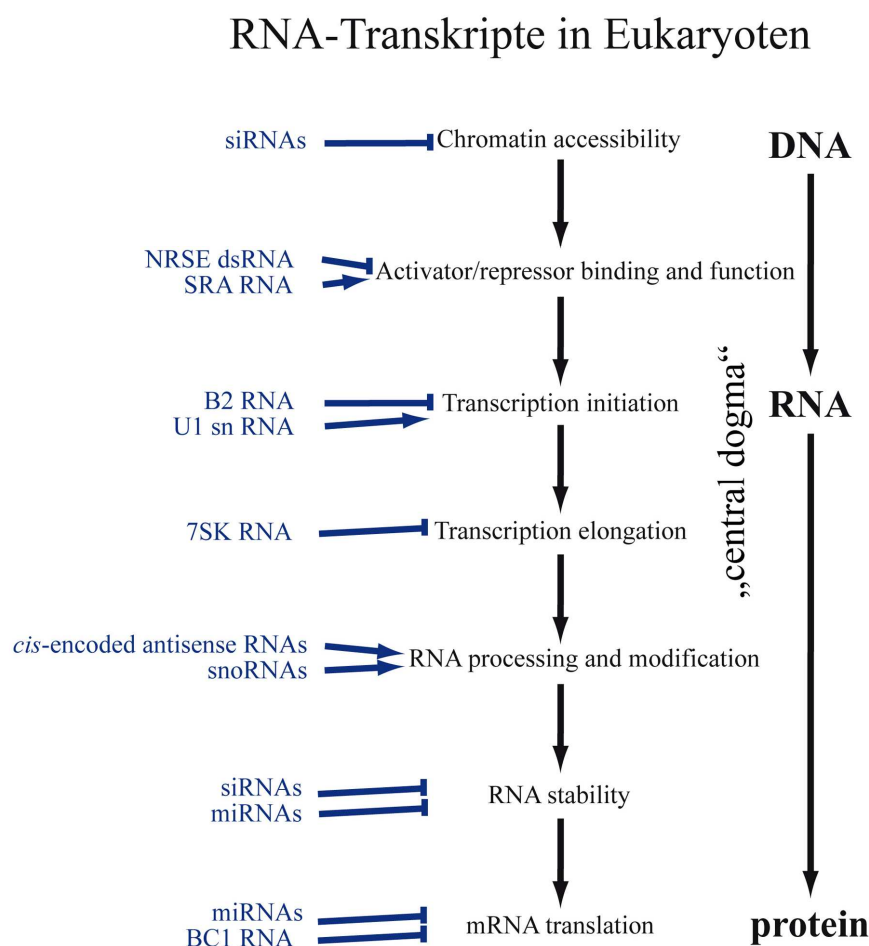 RNA-Transkripte in Eukaryoten
siRNAs Chromatin accessibility DNA
NRSE dsRNA
SRA RNA
Activator/repressor binding and function
B2 RNA
U1 sn RNA
Transcription initiation RNA
„central dogma“
7SK RNA Transcription elongation
cis-encoded antisense RNAs
snoRNAs
RNA processing and modification
siRNAs
miRNAs
RNA stability
miRNAs
BC1 RNA
mRNA translation protein